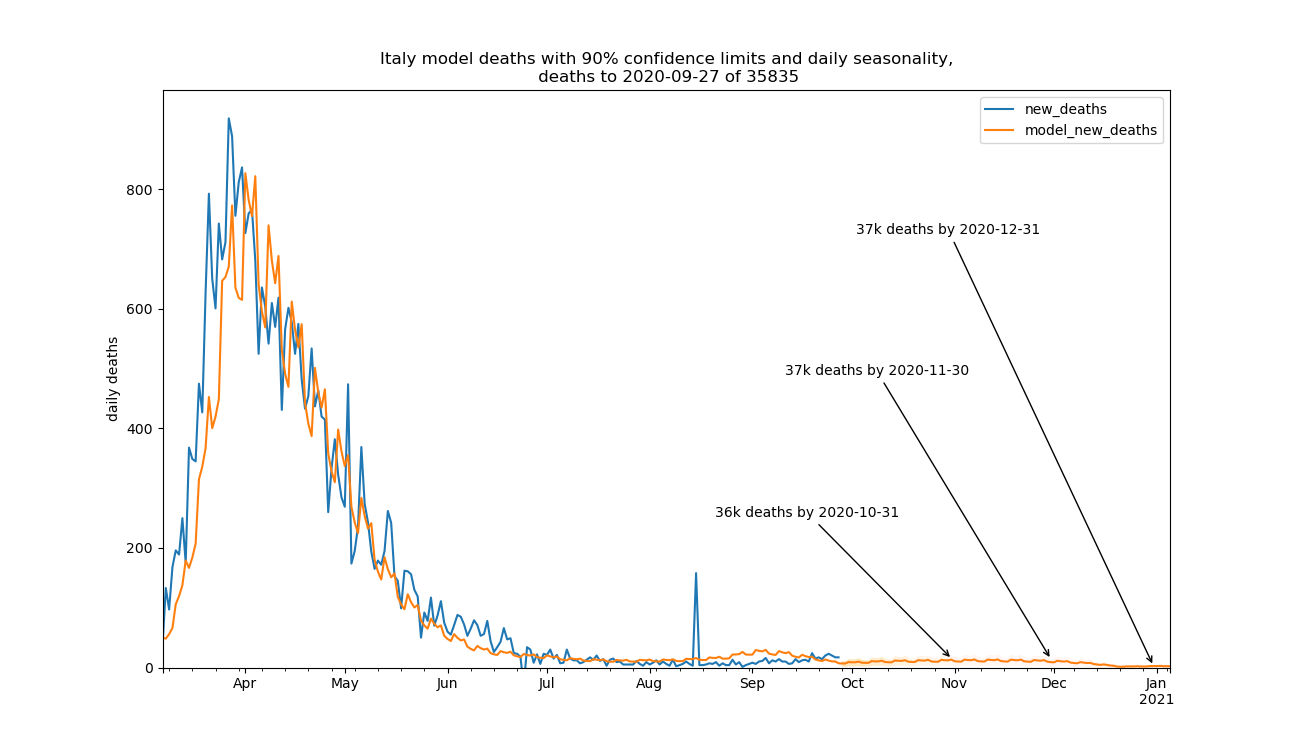 Italy model deaths with 90% confidence limits and daily seasonality,
deaths to 2020-09-27 of 35835
new_deaths
model_new_deaths
daily deaths
800
600
400
200
0
37k deaths by 2020-12-31
37k deaths by 2020-11-30
36k deaths by 2020-10-31
Apr May Jun Jul Aug Sep Oct Nov Dec Jan
2021